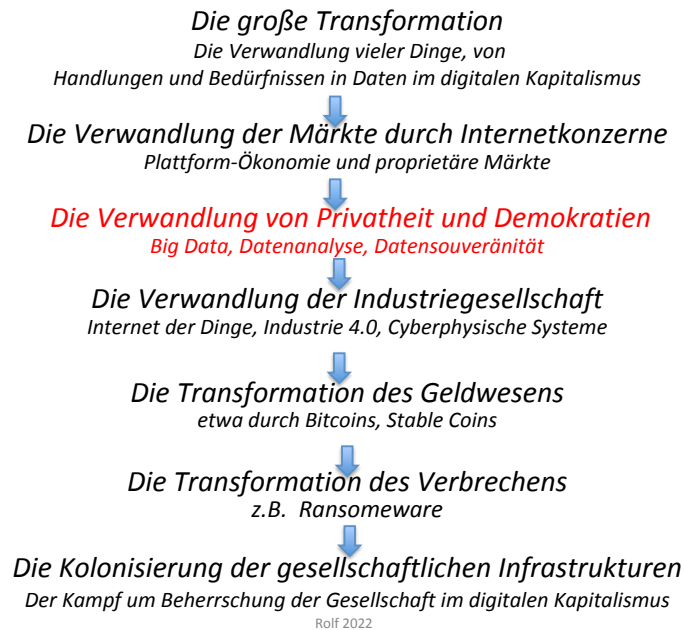 Die große Transformation
Die Verwandlung vieler Dinge, von
Handlungen und Bedürfnissen in Daten im digitalen Kapitalismus
Die Verwandlung der Märkte durch Internetkonzerne
Plattform-Ökonomie und proprietäre Märkte
Die Verwandlung von Privatheit und Demokratien
Big Data, Datenanalyse, Datensouveränität
Die Verwandlung der Industriegesellschaft
Internet der Dinge, Industrie 4.0, Cyberphysische Systeme
Die Transformation des Geldwesens
etwa durch Bitcoins, Stable Coins
Die Transformation des Verbrechens
z.B. Ransomeware
Die Kolonisierung der gesellschaftlichen Infrastrukturen
Der Kampf um Beherrschung der Gesellschaft im digitalen Kapitalismus
Rolf 2022